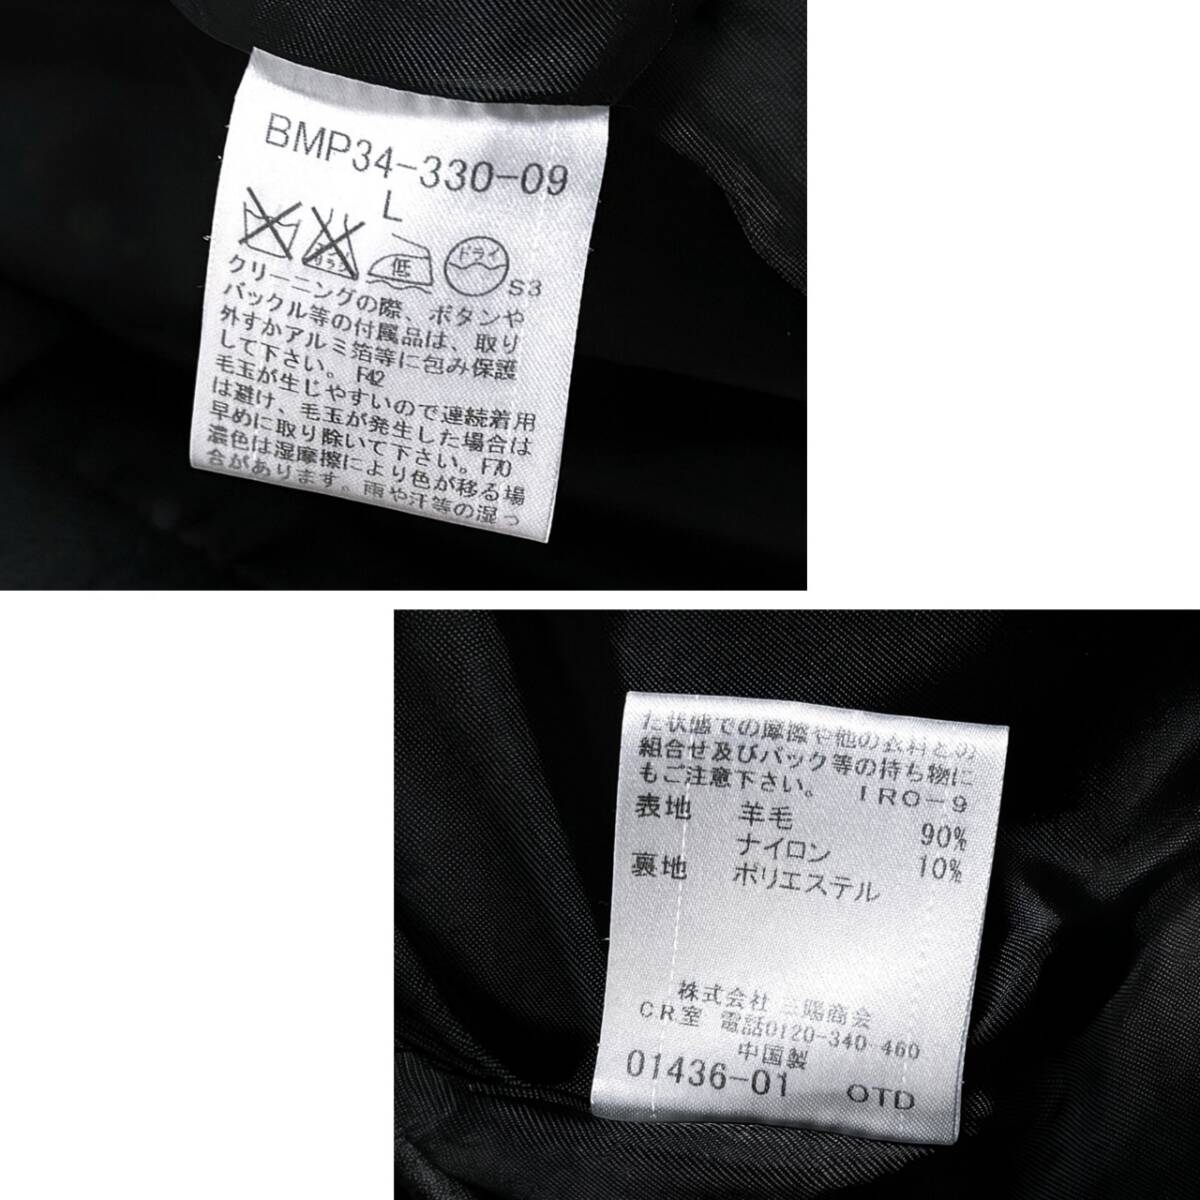 BMP34-330-09
L
サラシ
低
ドライ
S3
クリーニングの際、ボタンや
バックル等の付属品は、取り
外すかアルミ箔等に包み保護
して下さい。 F42
毛玉が生じやすいので連続着用
は避け、毛玉が発生した場合は
早めに取り除いて下さい。F70
濃色は湿摩擦により色が移る場
合があります。雨や汗等の湿っ
た状態での摩擦や他の衣料との
組合せ及びバック等の持ち物に
もご注意下さい。 IRO-9
表地 羊毛 90%
ナイロン 10%
裏地 ポリエステル
株式会社 三陽商会
CR室 電話0120-340-460
中国製
01436-01 OTD